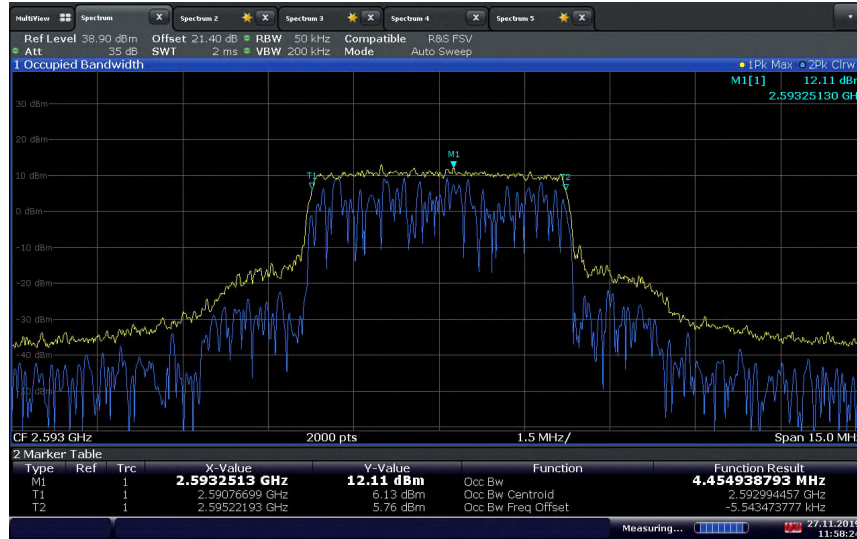 MultiView Spectrum X Spectrum 2 X Spectrum 3 X Spectrum 4 X Spectrum 5 X
Ref Level 38.90 dBm Offset 21.40 dB RBW 50 kHz Compatible R&S FSV
Att 35 dB SWT 2 ms VBW 200 kHz Mode Auto Sweep
1 Occupied Bandwidth 1Pk Max 2Pk Clrw
M1[1] 12.11 dBm
2.59325130 GH
30 dBm
20 dBm
M1
10 dBm
T1
T2
0 dBm
-10 dBm
-20 dBm
-30 dBm
-40 dBm
CF 2.593 GHz 2000 pts 1.5 MHz/ Span 15.0 MH
2 Marker Table
Type Ref Trc X-Value Y-Value Function Function Result
M1 1 2.5932513 GHz 12.11 dBm Occ Bw 4.454938793 MHz
T1 1 2.59076699 GHz 6.13 dBm Occ Bw Centroid 2.592994457 GHz
T2 1 2.59522193 GHz 5.76 dBm Occ Bw Freq Offset -5.543473777 kHz
Measuring... 27.11.2019
11:58:24